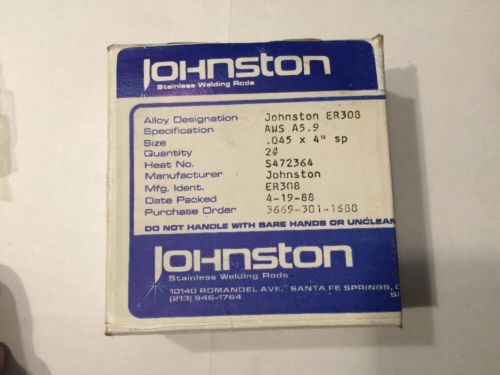 Johnston
Stainless Welding Rods
Alloy Designation Johnston ER308
Specification AWS A5.9
Size .045 x 4" sp
Quantity 2#
Heat No. S472364
Manufacturer Johnston
Mfg. Ident. ER308
Date Packed 4-19-88
Purchase Order 3669-301-1688
DO NOT HANDLE WITH BARE HANDS OR UNCLEAN
Johnston
Stainless Welding Rods
10140 ROMANDEL AVE., SANTA FE SPRINGS, C
(213) 946-1764